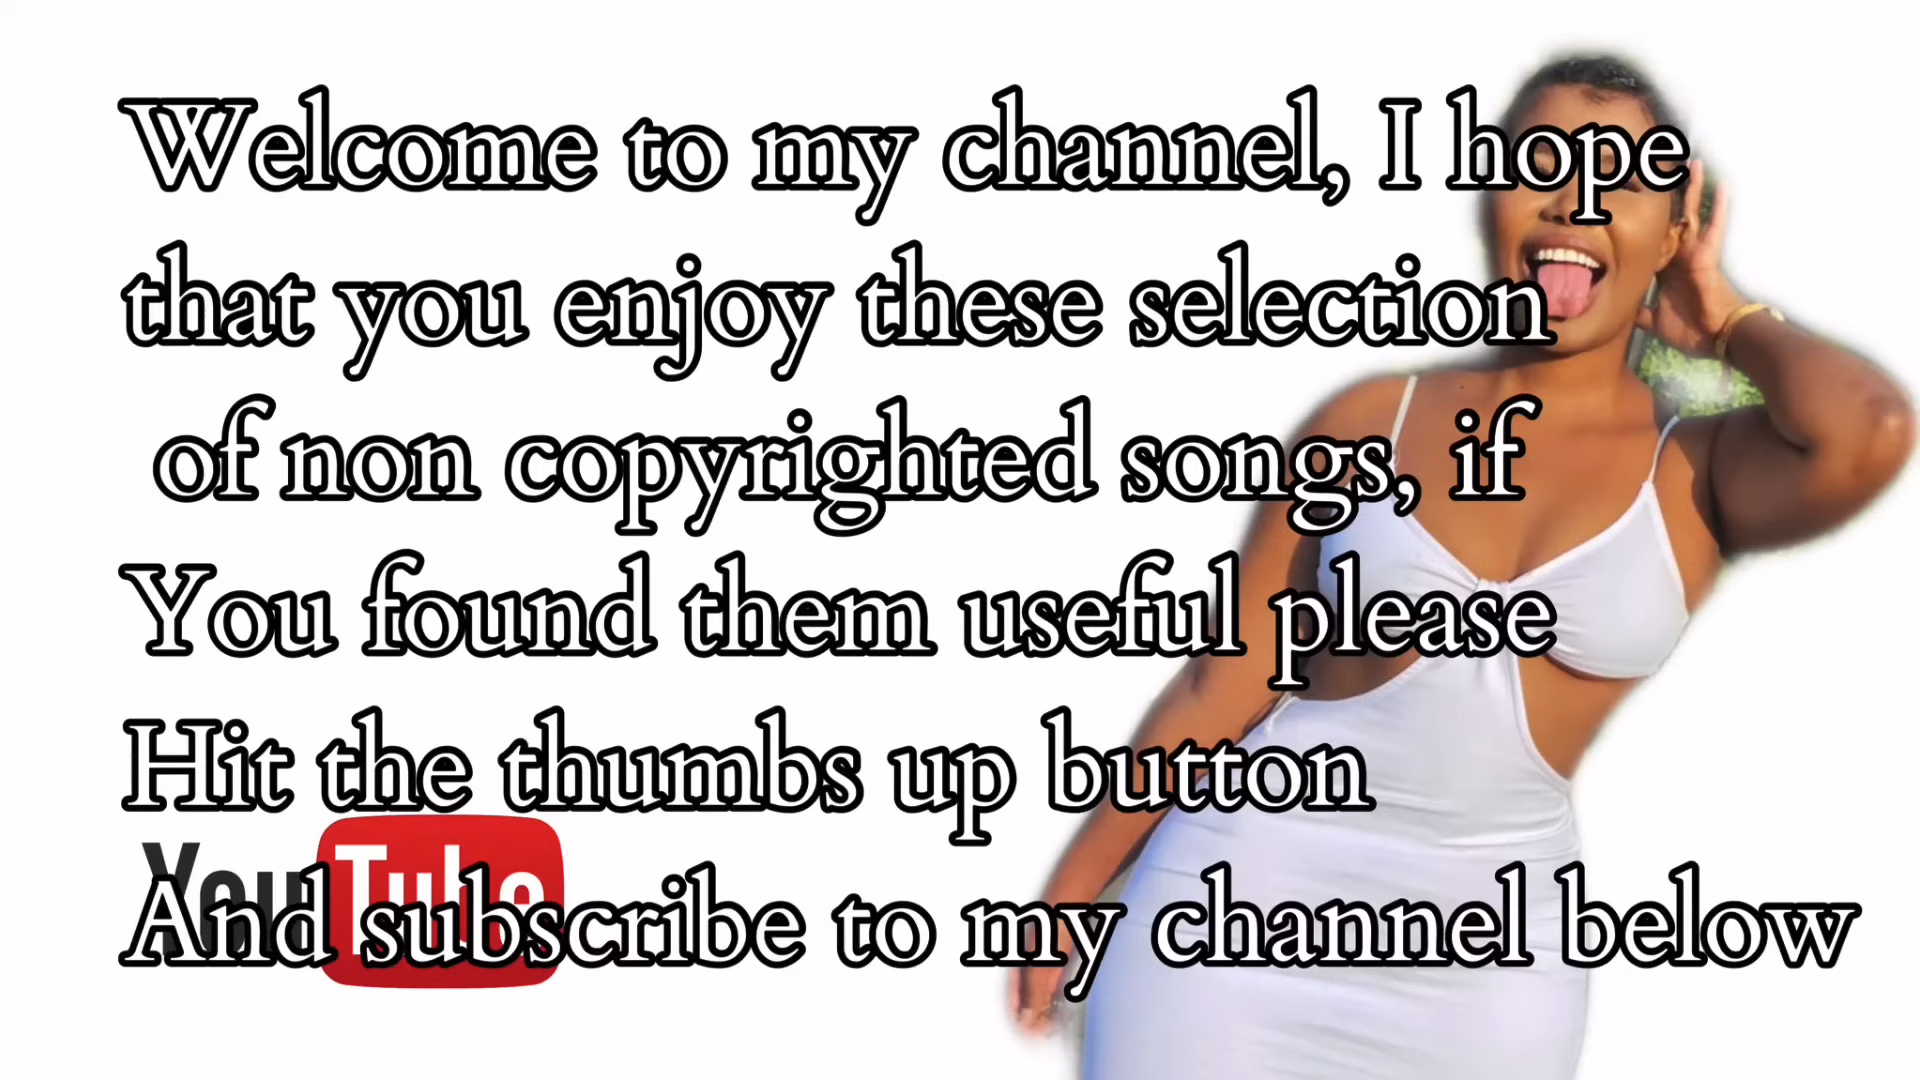 Welcome to my channel, I hope
that you enjoy these selection
of non copyrighted songs, if
You found them useful please
Hit the thumbs up button
YouTube
And subscribe to my channel below